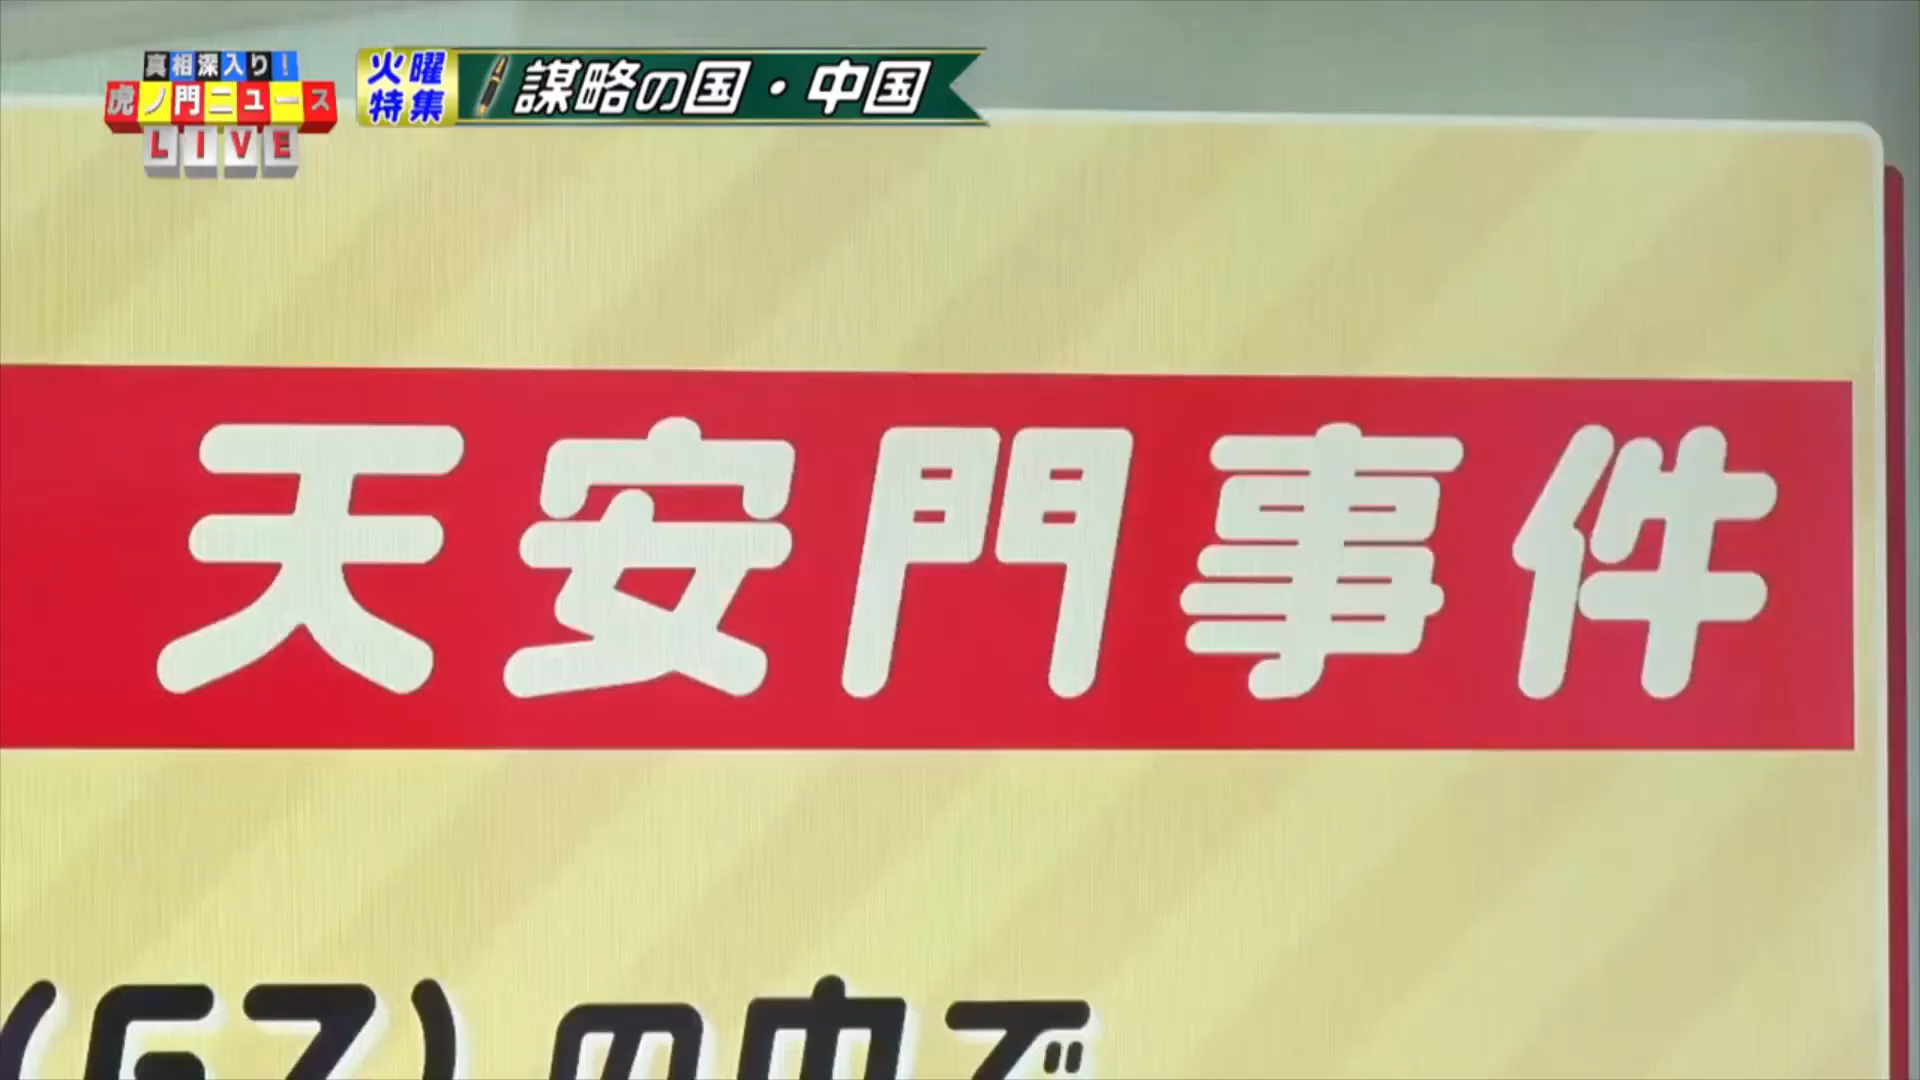 真相深入り!
虎ノ門ニュース
LIVE
火曜
特集
謀略の国・中国
天安門事件
の中で